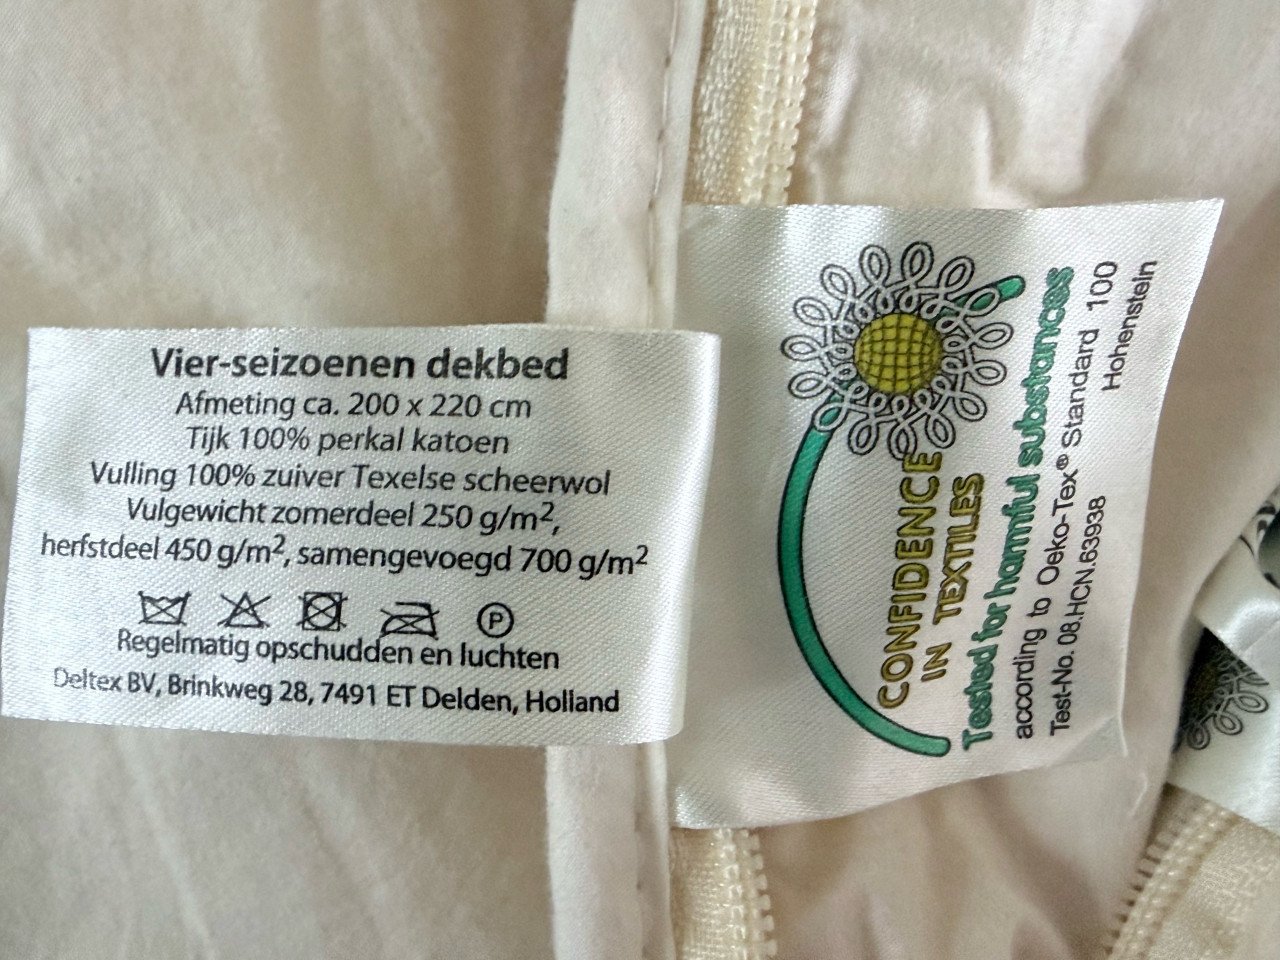 Vier-seizoenen dekbed
Afmeting ca. 200 x 220 cm
Tijk 100% perkal katoen
Vulling 100% zuiver Texelse scheerwol
Vulgewicht zomerdeel 250 g/m²,
herfstdeel 450 g/m², samengevoegd 700 g/m²
P
Regelmatig opschudden en luchten
Deltex BV, Brinkweg 28, 7491 ET Delden, Holland
CONFIDENCE
IN TEXTILES
Tested for harmful substances
according to Oeko-Tex® Standard 100
Test-No. 08.HCN.63938 Hohenstein